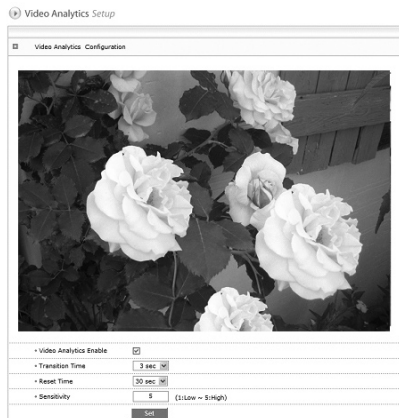 Video Analytics Setup
Video Analytics Configuration
• Video Analytics Enable
• Transition Time 3 sec
• Reset Time 30 sec
• Sensitivity 5 (1:Low ~ 5:High)
Set